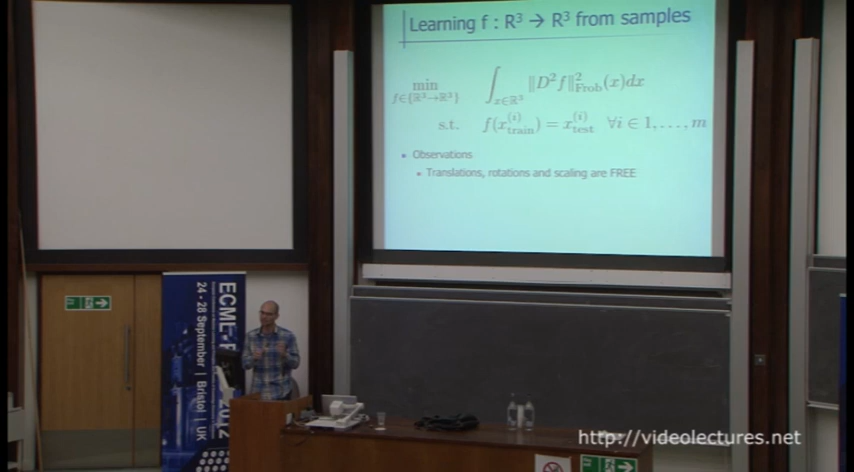 Learning f : R³ → R³ from samples
min f∈{ℝ³→ℝ³} ∫x∈ℝ³ ‖D²f‖²Frob(x)dx
s.t. f(x(i)train) = x(i)test ∀i ∈ 1, . . . , m
• Observations
• Translations, rotations and scaling are FREE
ECML-P
2012
24 - 28 September | Bristol | UK
http://videolectures.net